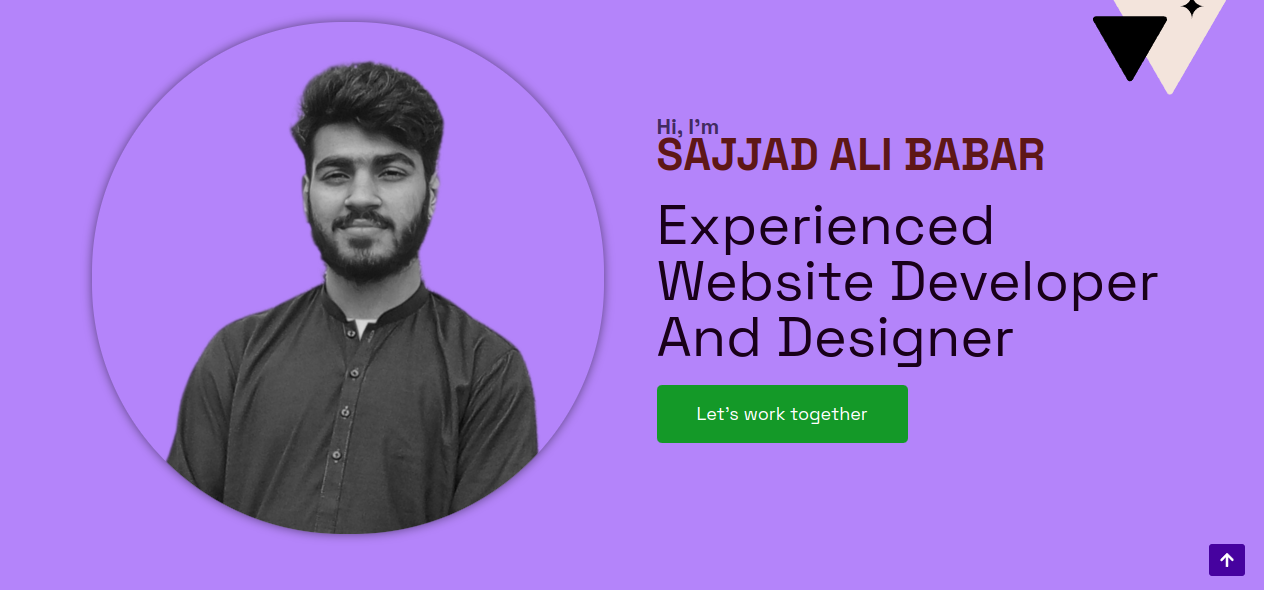 Hi, I’m
SAJJAD ALI BABAR
Experienced
Website Developer
And Designer
Let’s work together